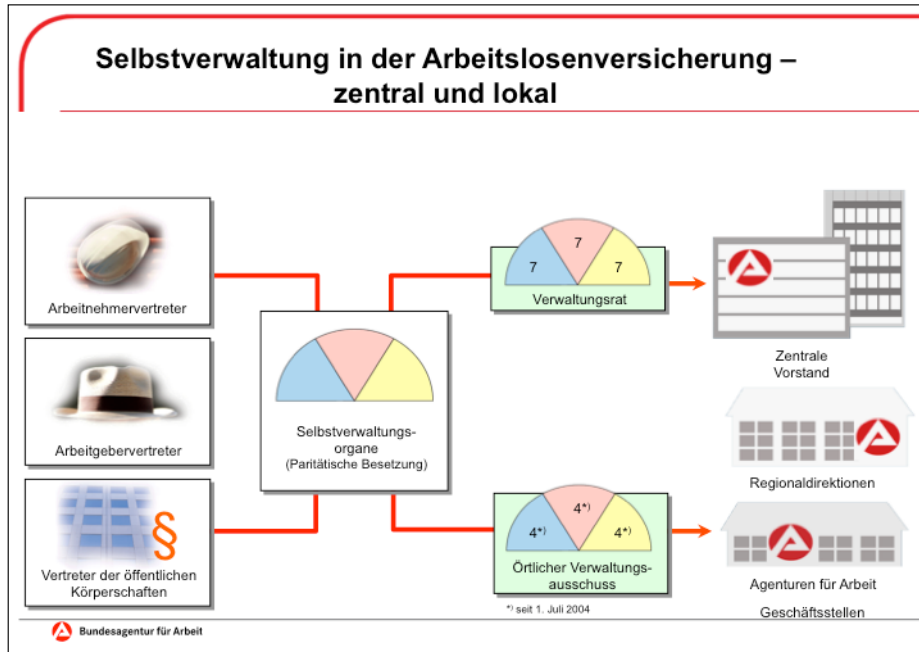 Selbstverwaltung in der Arbeitslosenversicherung –
zentral und lokal
Arbeitnehmervertreter
Arbeitgebervertreter
§
Vertreter der öffentlichen
Körperschaften
Selbstverwaltungs-
organe
(Paritätische Besetzung)
7
7
7
Verwaltungsrat
4*)
4*)
4*)
Örtlicher Verwaltungs-
ausschuss
*) seit 1. Juli 2004
Zentrale
Vorstand
Regionaldirektionen
Agenturen für Arbeit
Geschäftsstellen
Bundesagentur für Arbeit